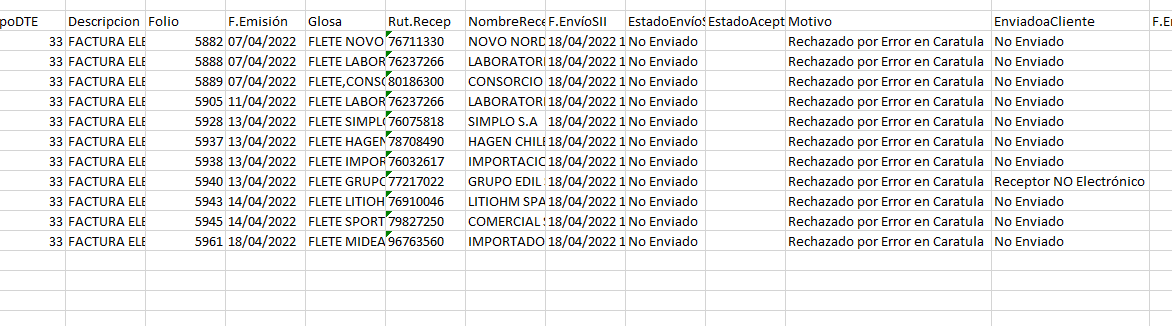 poDTE Descripcion Folio F.Emisión Glosa Rut.Recep NombreRece F.EnvíoSII EstadoEnvíoS EstadoAcept Motivo EnviadoaCliente F.En
33 FACTURA ELE 5882 07/04/2022 FLETE NOVO 76711330 NOVO NORD 18/04/2022 1 No Enviado Rechazado por Error en Caratula No Enviado
33 FACTURA ELE 5888 07/04/2022 FLETE LABOR 76237266 LABORATORI 18/04/2022 1 No Enviado Rechazado por Error en Caratula No Enviado
33 FACTURA ELE 5889 07/04/2022 FLETE,CONSO 80186300 CONSORCIO 18/04/2022 1 No Enviado Rechazado por Error en Caratula No Enviado
33 FACTURA ELE 5905 11/04/2022 FLETE LABOR 76237266 LABORATORI 18/04/2022 1 No Enviado Rechazado por Error en Caratula No Enviado
33 FACTURA ELE 5928 13/04/2022 FLETE SIMPL 76075818 SIMPLO S.A 18/04/2022 1 No Enviado Rechazado por Error en Caratula No Enviado
33 FACTURA ELE 5937 13/04/2022 FLETE HAGEN 78708490 HAGEN CHILE 18/04/2022 1 No Enviado Rechazado por Error en Caratula No Enviado
33 FACTURA ELE 5938 13/04/2022 FLETE IMPOR 76032617 IMPORTACIO 18/04/2022 1 No Enviado Rechazado por Error en Caratula No Enviado
33 FACTURA ELE 5940 13/04/2022 FLETE GRUPO 77217022 GRUPO EDIL 18/04/2022 1 No Enviado Rechazado por Error en Caratula Receptor NO Electrónico
33 FACTURA ELE 5943 14/04/2022 FLETE LITIOH 76910046 LITIOHM SPA 18/04/2022 1 No Enviado Rechazado por Error en Caratula No Enviado
33 FACTURA ELE 5945 14/04/2022 FLETE SPORT 79827250 COMERCIAL S 18/04/2022 1 No Enviado Rechazado por Error en Caratula No Enviado
33 FACTURA ELE 5961 18/04/2022 FLETE MIDEA 96763560 IMPORTADO 18/04/2022 1 No Enviado Rechazado por Error en Caratula No Enviado